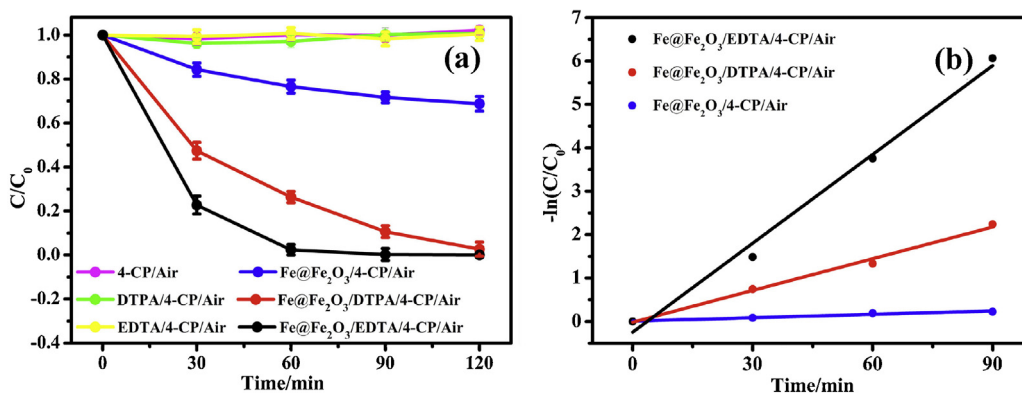 (a)
C/C₀
1.0
0.8
0.6
0.4
0.2
0.0
-0.2
-0.4
4-CP/Air
DTPA/4-CP/Air
EDTA/4-CP/Air
Fe@Fe₂O₃/4-CP/Air
Fe@Fe₂O₃/DTPA/4-CP/Air
Fe@Fe₂O₃/EDTA/4-CP/Air
0 30 60 90 120
Time/min
(b)
-ln(C/C₀)
7
6
5
4
3
2
1
0
Fe@Fe₂O₃/EDTA/4-CP/Air
Fe@Fe₂O₃/DTPA/4-CP/Air
Fe@Fe₂O₃/4-CP/Air
0 30 60 90
Time/min